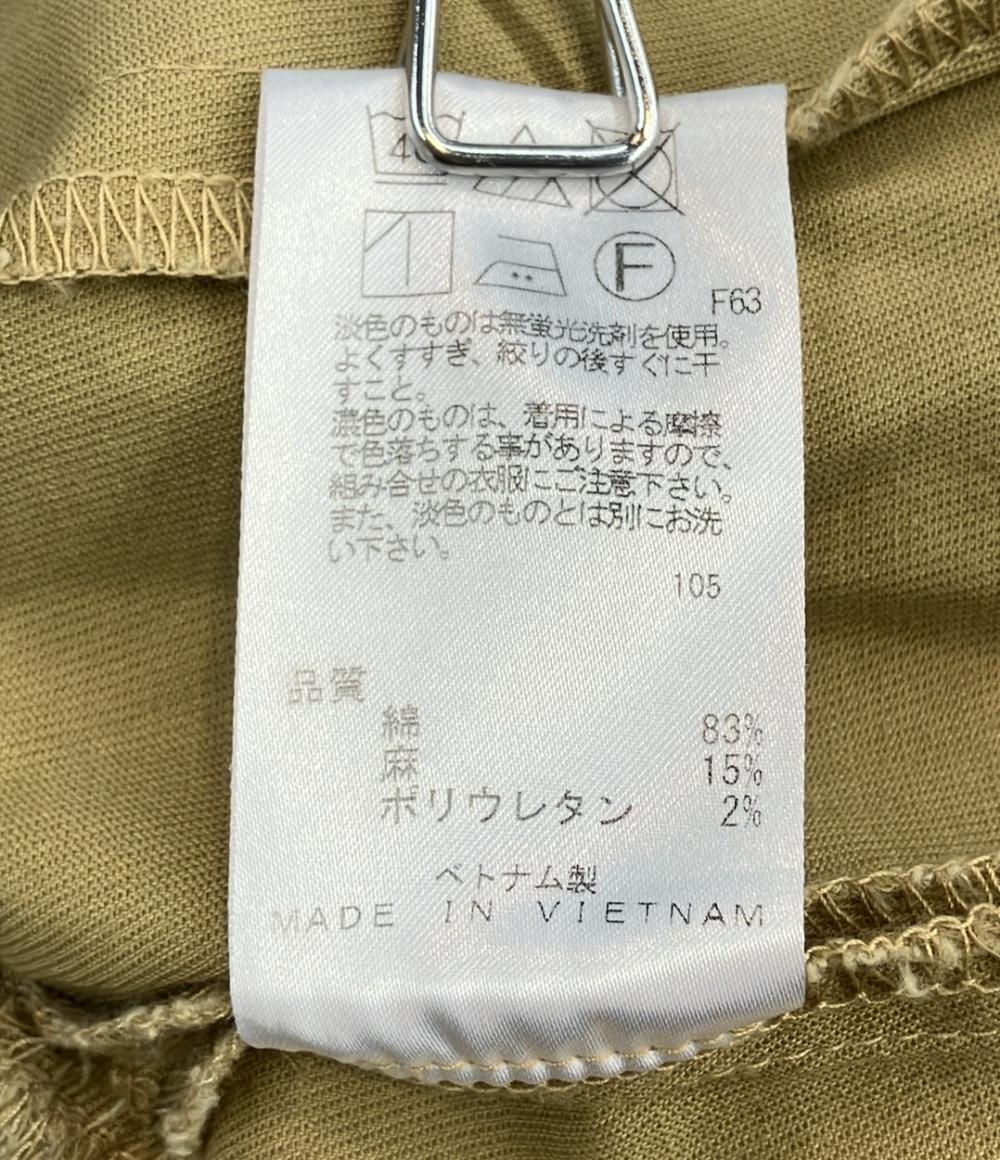 40
F
F63
淡色のものは無蛍光洗剤を使用。
よくすすぎ、絞りの後すぐに干
すこと。
濃色のものは、着用による摩擦
で色落ちする事がありますので、
組み合せの衣服にご注意下さい。
また、淡色のものとは別にお洗
い下さい。
105
品質
綿 83%
麻 15%
ポリウレタン 2%
ベトナム製
MADE IN VIETNAM